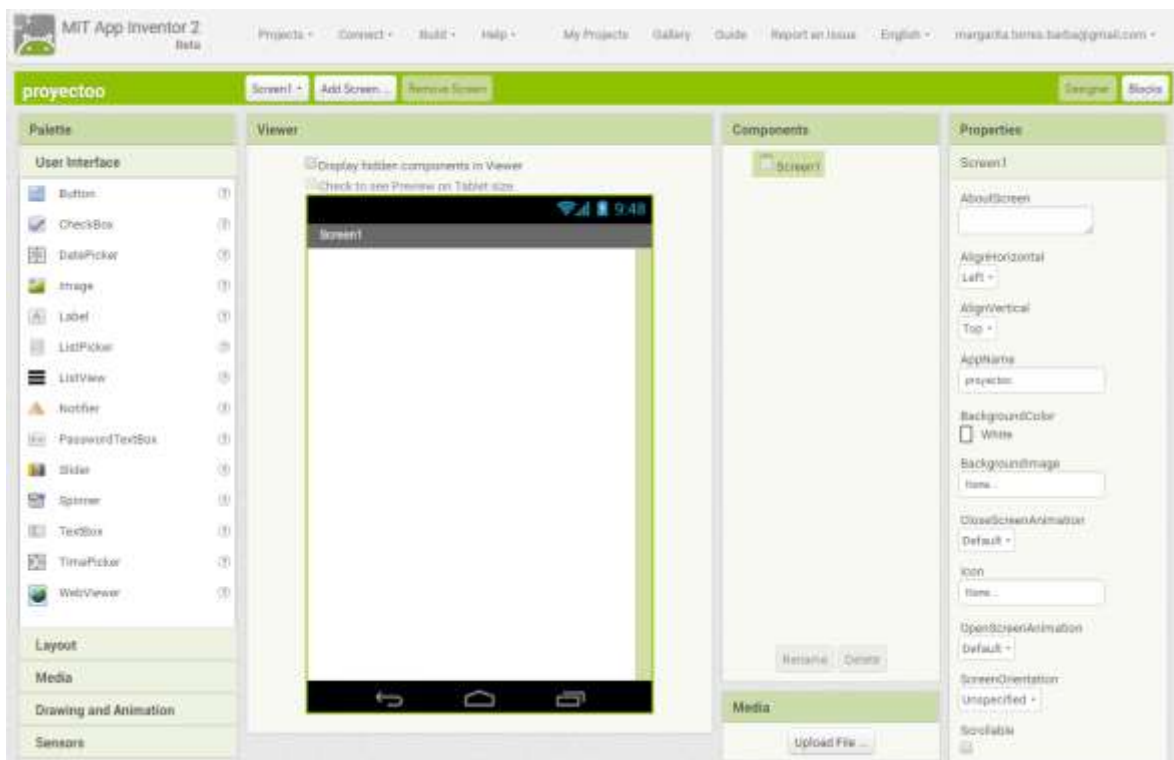 MIT App Inventor 2
Beta
Projects Connect Build Help My Projects Gallery Guide Report an Issue English
proyectoo
Screen1 Add Screen ... Remove Screen Designer Blocks
Palette
User Interface
Button
CheckBox
DatePicker
Image
Label
ListPicker
ListView
Notifier
PasswordTextBox
Slider
Spinner
TextBox
TimePicker
WebViewer
Layout
Media
Drawing and Animation
Sensors
Viewer
Display hidden components in Viewer
Check to see Preview on Tablet size.
9:48
Screen1
Components
Screen1
Rename Delete
Media
Upload File ...
Properties
Screen1
AboutScreen
AlignHorizontal
Left
AlignVertical
Top
AppName
proyectoo
BackgroundColor
White
BackgroundImage
None...
CloseScreenAnimation
Default
Icon
None...
OpenScreenAnimation
Default
ScreenOrientation
Unspecified
Scrollable